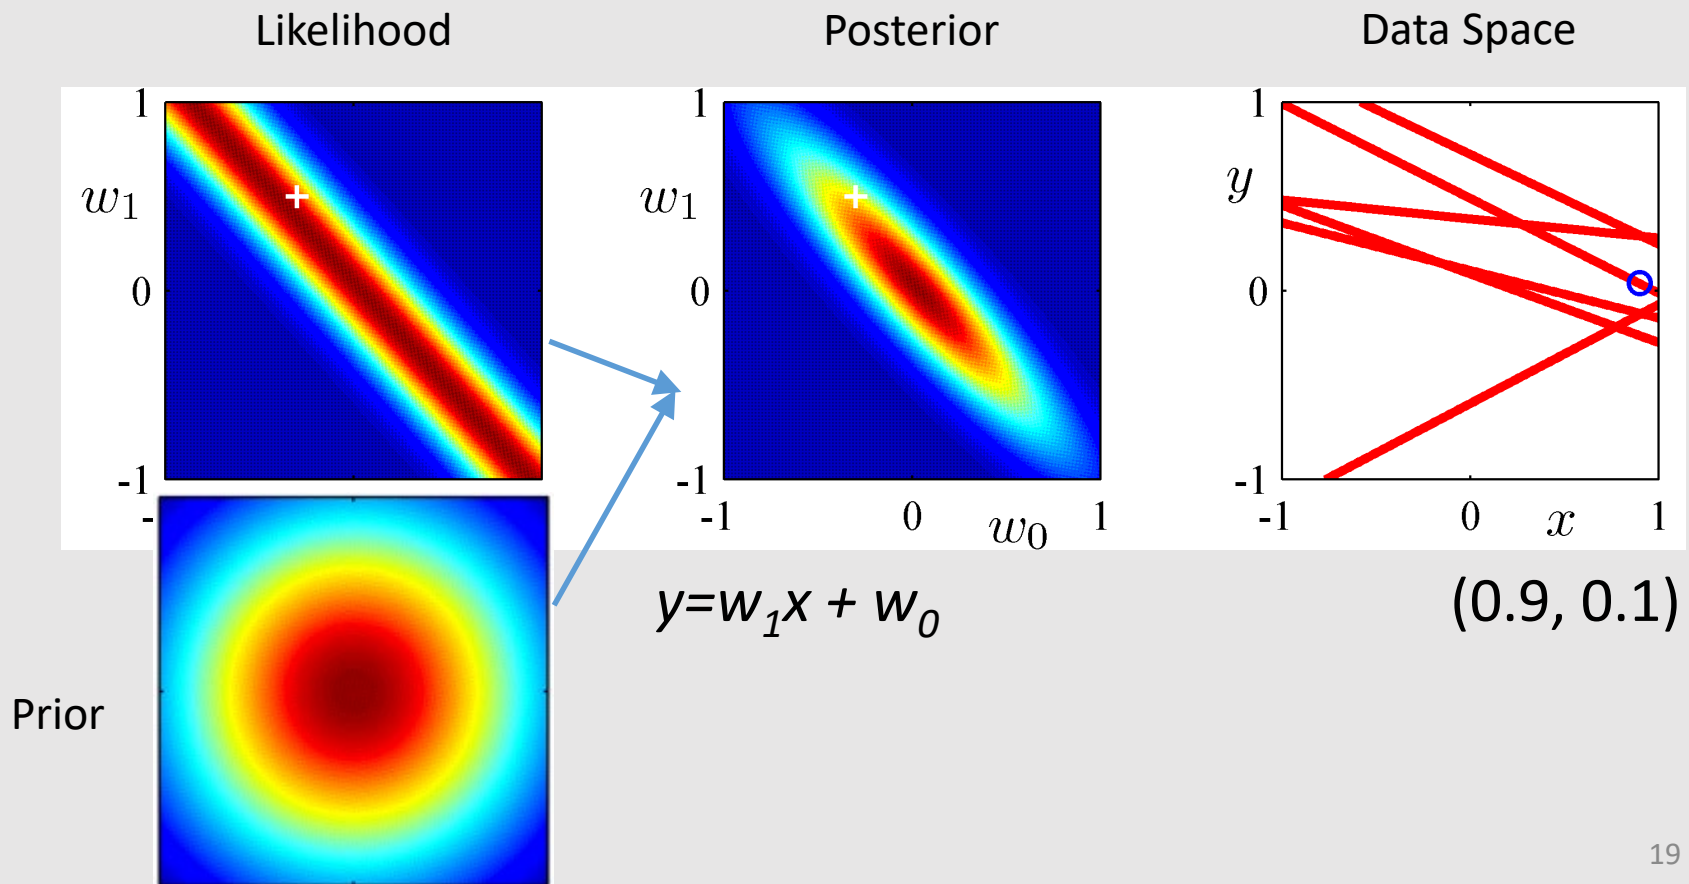 Likelihood Posterior Data Space
1 1 1
w₁ w₁ y
0 0 0
-1 -1 -1
- -1 0 w₀ 1 -1 0 x 1
y=w₁x + w₀ (0.9, 0.1)
Prior
19